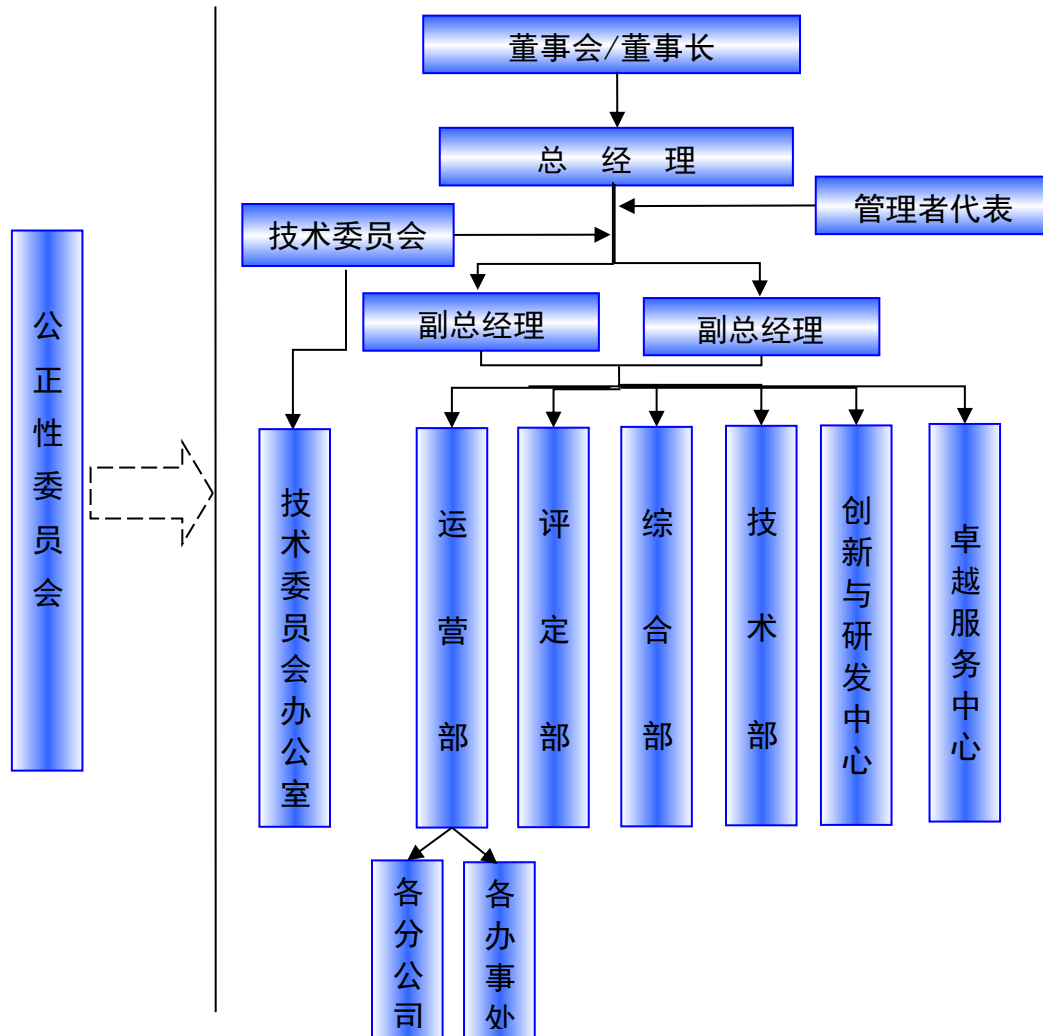 董事会/董事长
总 经 理
管理者代表
技术委员会
副总经理
副总经理
公正性委员会
技术委员会办公室
运营部
评定部
综合部
技术部
创新与研发中心
卓越服务中心
各分公司
各办事处